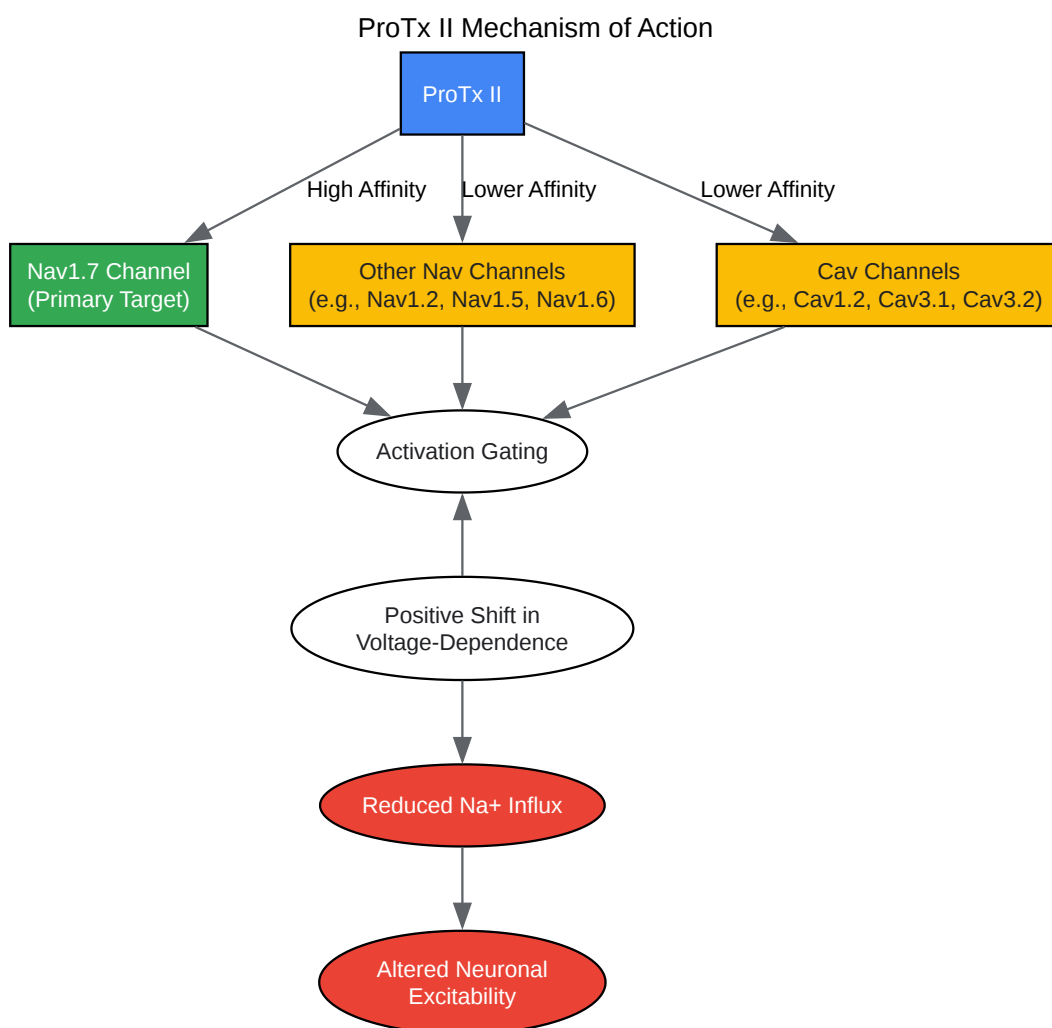 ProTx II Mechanism of Action
ProTx II
High Affinity
Lower Affinity
Lower Affinity
Nav1.7 Channel
(Primary Target)
Other Nav Channels
(e.g., Nav1.2, Nav1.5, Nav1.6)
Cav Channels
(e.g., Cav1.2, Cav3.1, Cav3.2)
Activation Gating
Positive Shift in
Voltage-Dependence
Reduced Na+ Influx
Altered Neuronal
Excitability